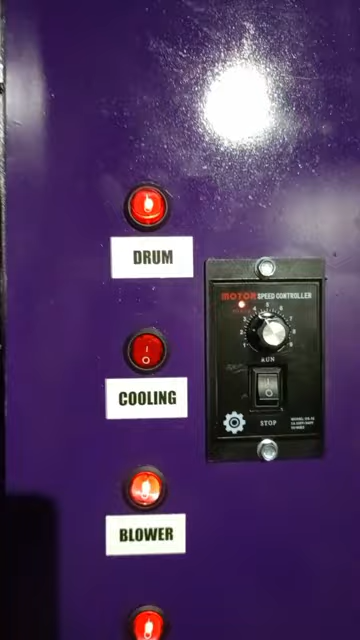 DRUM
MOTOR SPEED CONTROLLER
COOLING
RUN
STOP
BLOWER